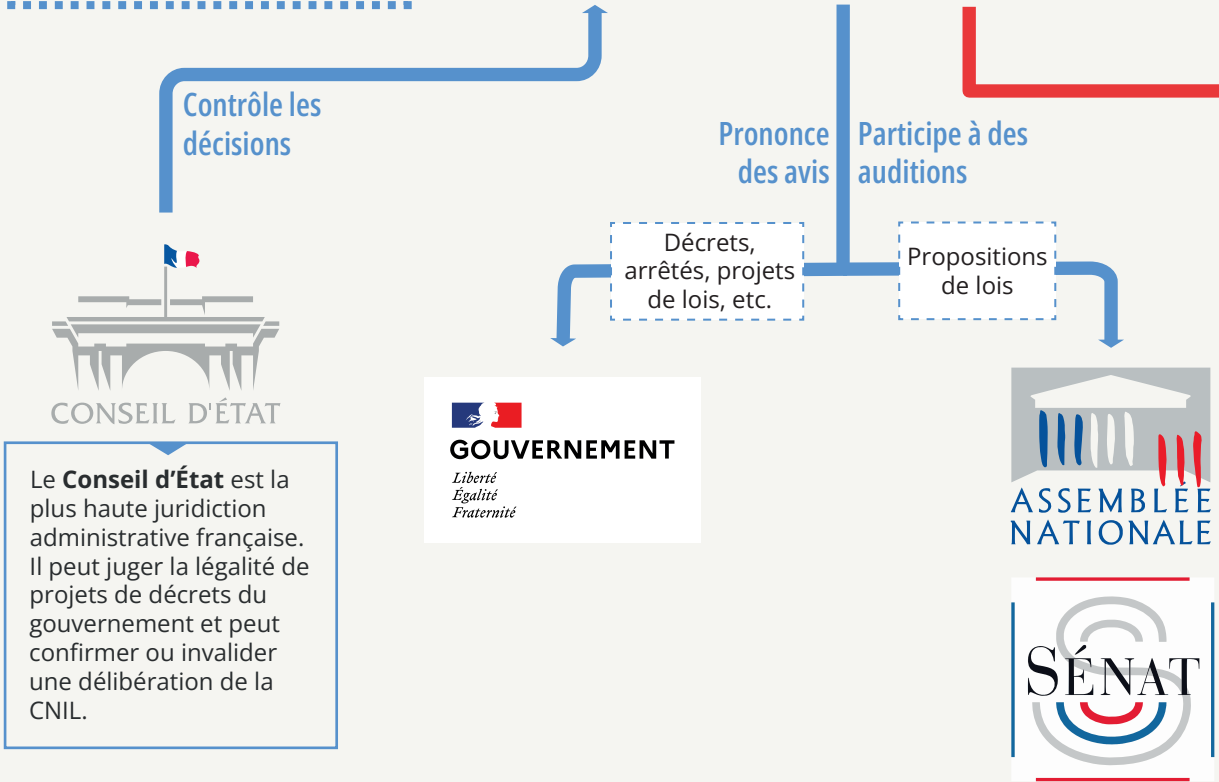 Contrôle les
décisions
Prononce
des avis
Participe à des
auditions
Décrets,
arrêtés, projets
de lois, etc.
Propositions
de lois
CONSEIL D'ÉTAT
Le Conseil d’État est la
plus haute juridiction
administrative française.
Il peut juger la légalité de
projets de décrets du
gouvernement et peut
confirmer ou invalider
une délibération de la
CNIL.
GOUVERNEMENT
Liberté
Égalité
Fraternité
ASSEMBLÉE
NATIONALE
SÉNAT